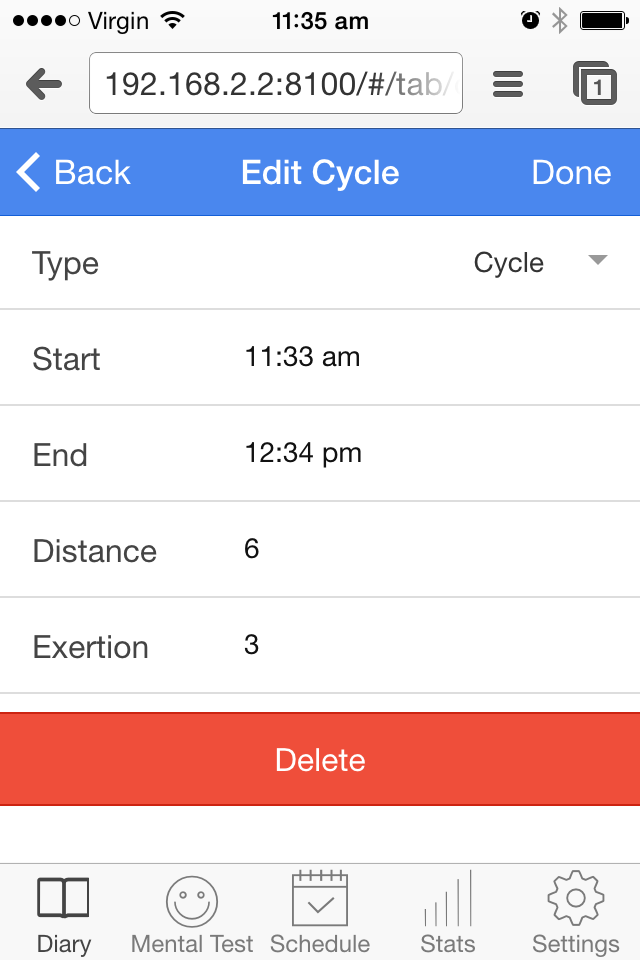 Virgin 11:35 am
192.168.2.2:8100/#/tab/ 1
Back Edit Cycle Done
Type Cycle
Start 11:33 am
End 12:34 pm
Distance 6
Exertion 3
Delete
Diary Mental Test Schedule Stats Settings